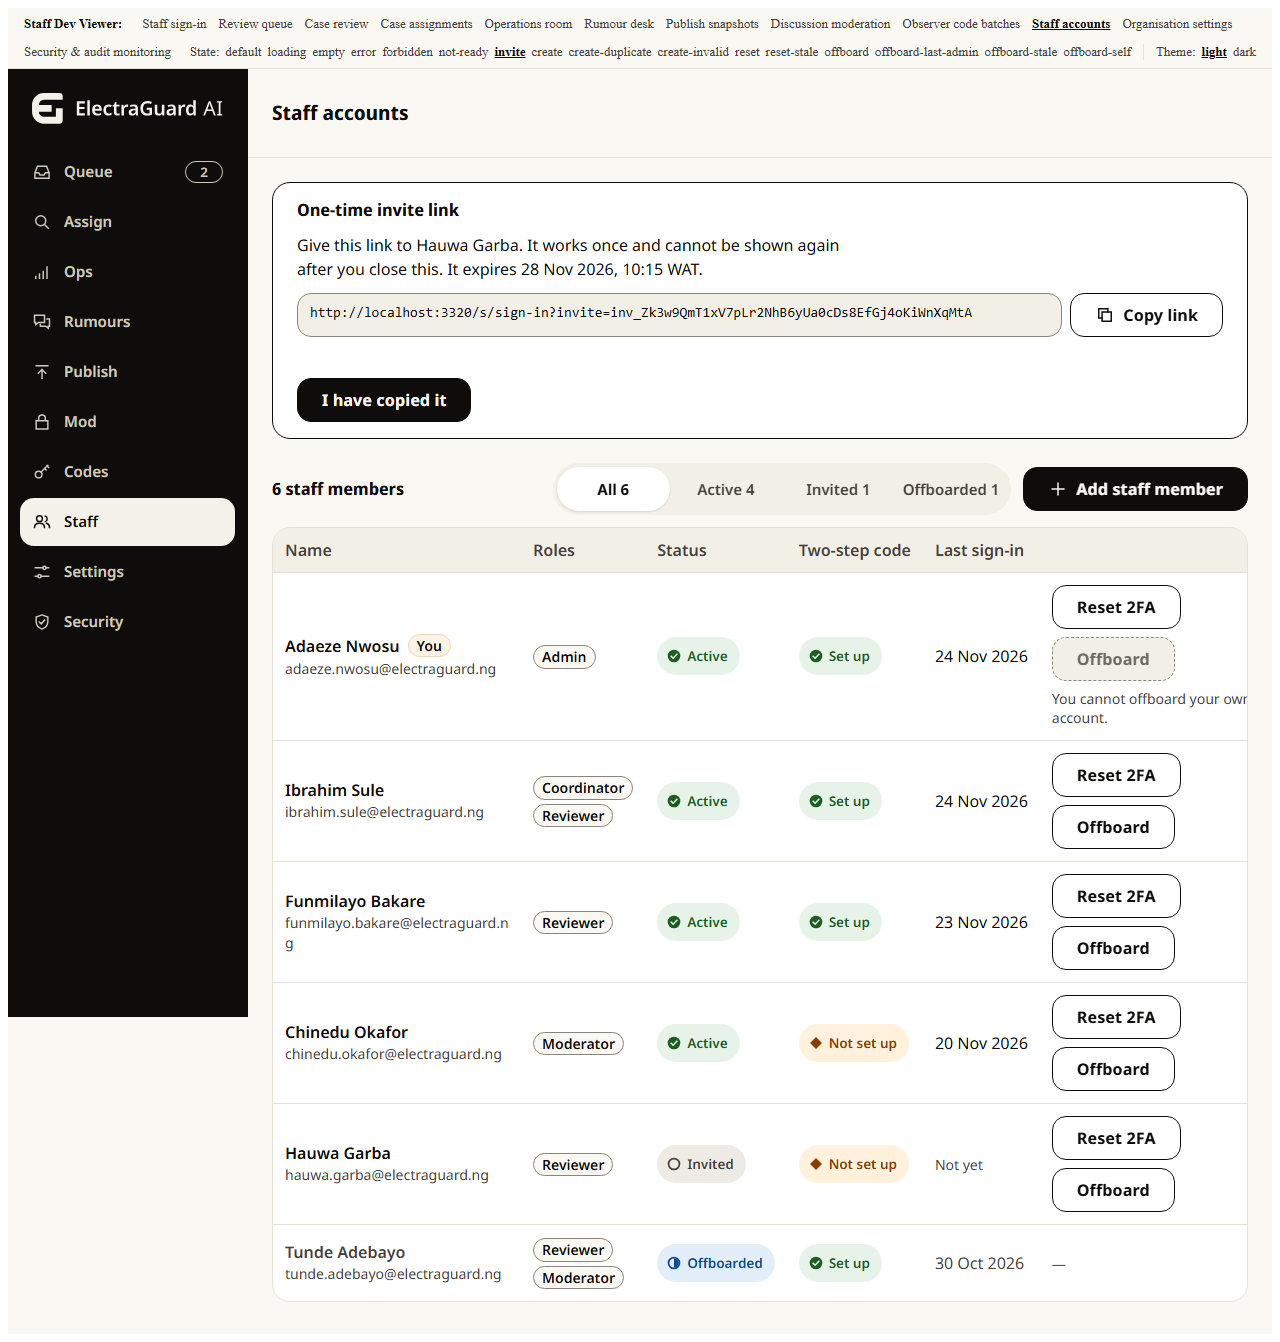 Staff Dev Viewer: Staff sign-in Review queue Case review Case assignments Operations room Rumour desk Publish snapshots Discussion moderation Observer code batches Staff accounts Organisation settings
Security & audit monitoring State: default loading empty error forbidden not-ready invite create create-duplicate create-invalid reset reset-stale offboard offboard-last-admin offboard-stale offboard-self Theme: light dark
ElectraGuard AI
Queue 2
Assign
Ops
Rumours
Publish
Mod
Codes
Staff
Settings
Security
Staff accounts
One-time invite link
Give this link to Hauwa Garba. It works once and cannot be shown again
after you close this. It expires 28 Nov 2026, 10:15 WAT.
http://localhost:3320/s/sign-in?invite=inv_Zk3w9QmT1xV7pLr2NhB6yUa0cDs8EfGj4oKiWnXqMtA
Copy link
I have copied it
6 staff members
All 6 Active 4 Invited 1 Offboarded 1
Add staff member
Name Roles Status Two-step code Last sign-in
Adaeze Nwosu You
adaeze.nwosu@electraguard.ng
Admin
Active
Set up
24 Nov 2026
Reset 2FA
Offboard
You cannot offboard your own
account.
Ibrahim Sule
ibrahim.sule@electraguard.ng
Coordinator
Reviewer
Active
Set up
24 Nov 2026
Reset 2FA
Offboard
Funmilayo Bakare
funmilayo.bakare@electraguard.n
g
Reviewer
Active
Set up
23 Nov 2026
Reset 2FA
Offboard
Chinedu Okafor
chinedu.okafor@electraguard.ng
Moderator
Active
Not set up
20 Nov 2026
Reset 2FA
Offboard
Hauwa Garba
hauwa.garba@electraguard.ng
Reviewer
Invited
Not set up
Not yet
Reset 2FA
Offboard
Tunde Adebayo
tunde.adebayo@electraguard.ng
Reviewer
Moderator
Offboarded
Set up
30 Oct 2026
—